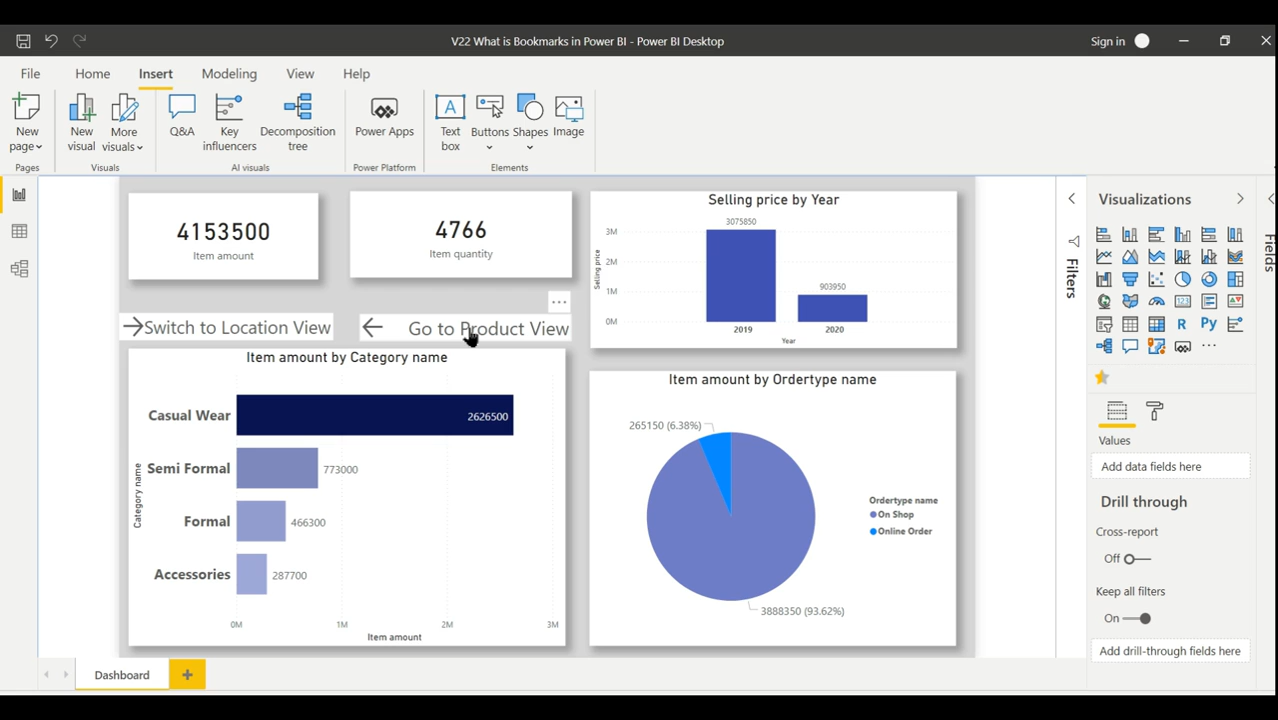 V22 What is Bookmarks in Power BI - Power BI Desktop
Sign in
File Home Insert Modeling View Help
New page
New visual
More visuals
Q&A
Key influencers
Decomposition tree
Power Apps
Text box
Buttons
Shapes
Image
Pages
Visuals
AI visuals
Power Platform
Elements
4153500
Item amount
4766
Item quantity
Selling price by Year
Selling price
3M
2M
1M
0M
3075850
903950
2019 2020
Year
Switch to Location View
Go to Product View
Item amount by Category name
Category name
Casual Wear 2626500
Semi Formal 773000
Formal 466300
Accessories 287700
0M 1M 2M 3M
Item amount
Item amount by Ordertype name
265150 (6.38%)
3888350 (93.62%)
Ordertype name
On Shop
Online Order
Filters
Visualizations
Fields
R Py
Values
Add data fields here
Drill through
Cross-report
Off
Keep all filters
On
Add drill-through fields here
Dashboard